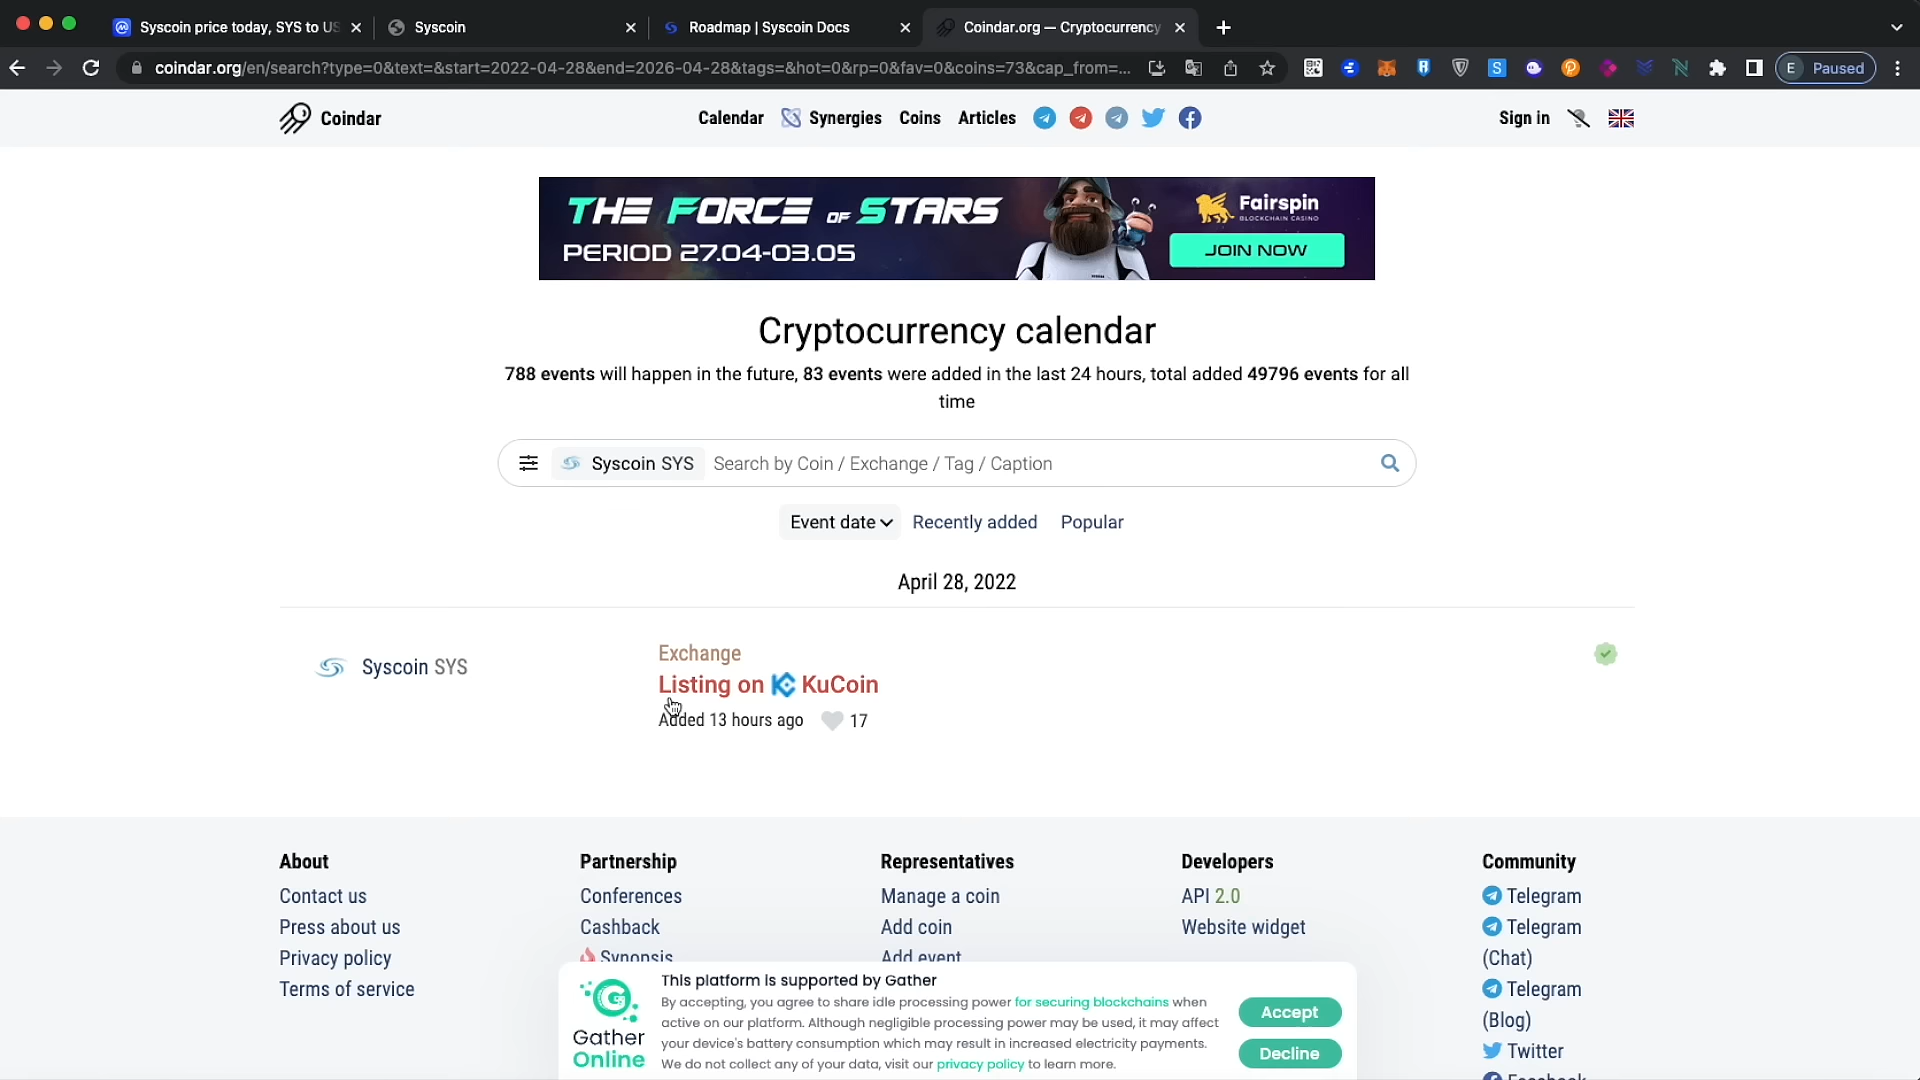 Syscoin price today, SYS to US
Syscoin
Roadmap | Syscoin Docs
Coindar.org — Cryptocurrency
coindar.org/en/search?type=0&text=&start=2022-04-28&end=2026-04-28&tags=&hot=0&rp=0&fav=0&coins=73&cap_from=...
E Paused
Coindar
Calendar Synergies Coins Articles
Sign in
THE FORCE OF STARS
PERIOD 27.04-03.05
Fairspin
BLOCKCHAIN CASINO
JOIN NOW
Cryptocurrency calendar
788 events will happen in the future, 83 events were added in the last 24 hours, total added 49796 events for all
time
Syscoin SYS Search by Coin / Exchange / Tag / Caption
Event date Recently added Popular
April 28, 2022
Syscoin SYS
Exchange
Listing on KuCoin
Added 13 hours ago 17
About
Contact us
Press about us
Privacy policy
Terms of service
Partnership
Conferences
Cashback
Synopsis
Representatives
Manage a coin
Add coin
Add event
Developers
API 2.0
Website widget
Community
Telegram
Telegram
(Chat)
Telegram
(Blog)
Twitter
Facebook
Gather
Online
This platform is supported by Gather
By accepting, you agree to share idle processing power for securing blockchains when
active on our platform. Although negligible processing power may be used, it may affect
your device's battery consumption which may result in increased electricity payments.
We do not collect any of your data, visit our privacy policy to learn more.
Accept
Decline